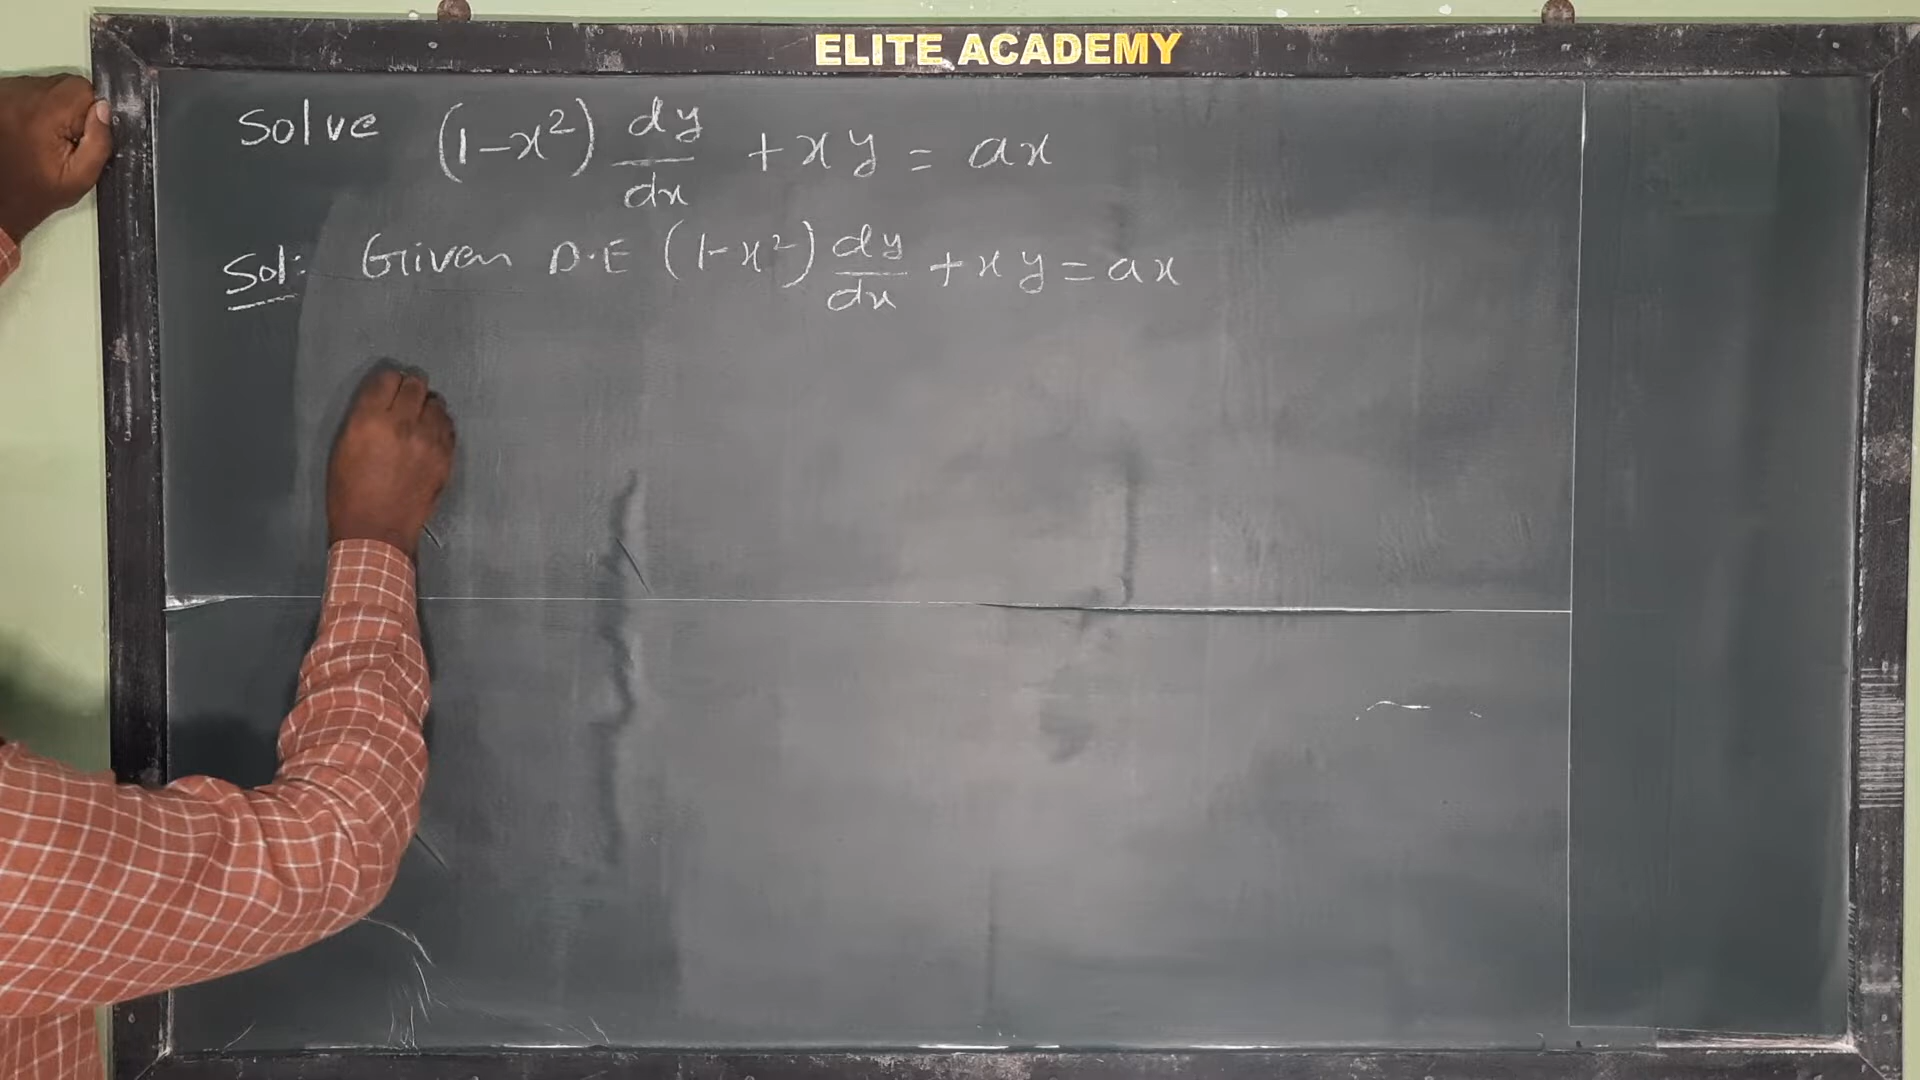 ELITE ACADEMY
Solve (1-x²) dy/dx + xy = ax
Sol: Given D.E (1-x²) dy/dx + xy = ax